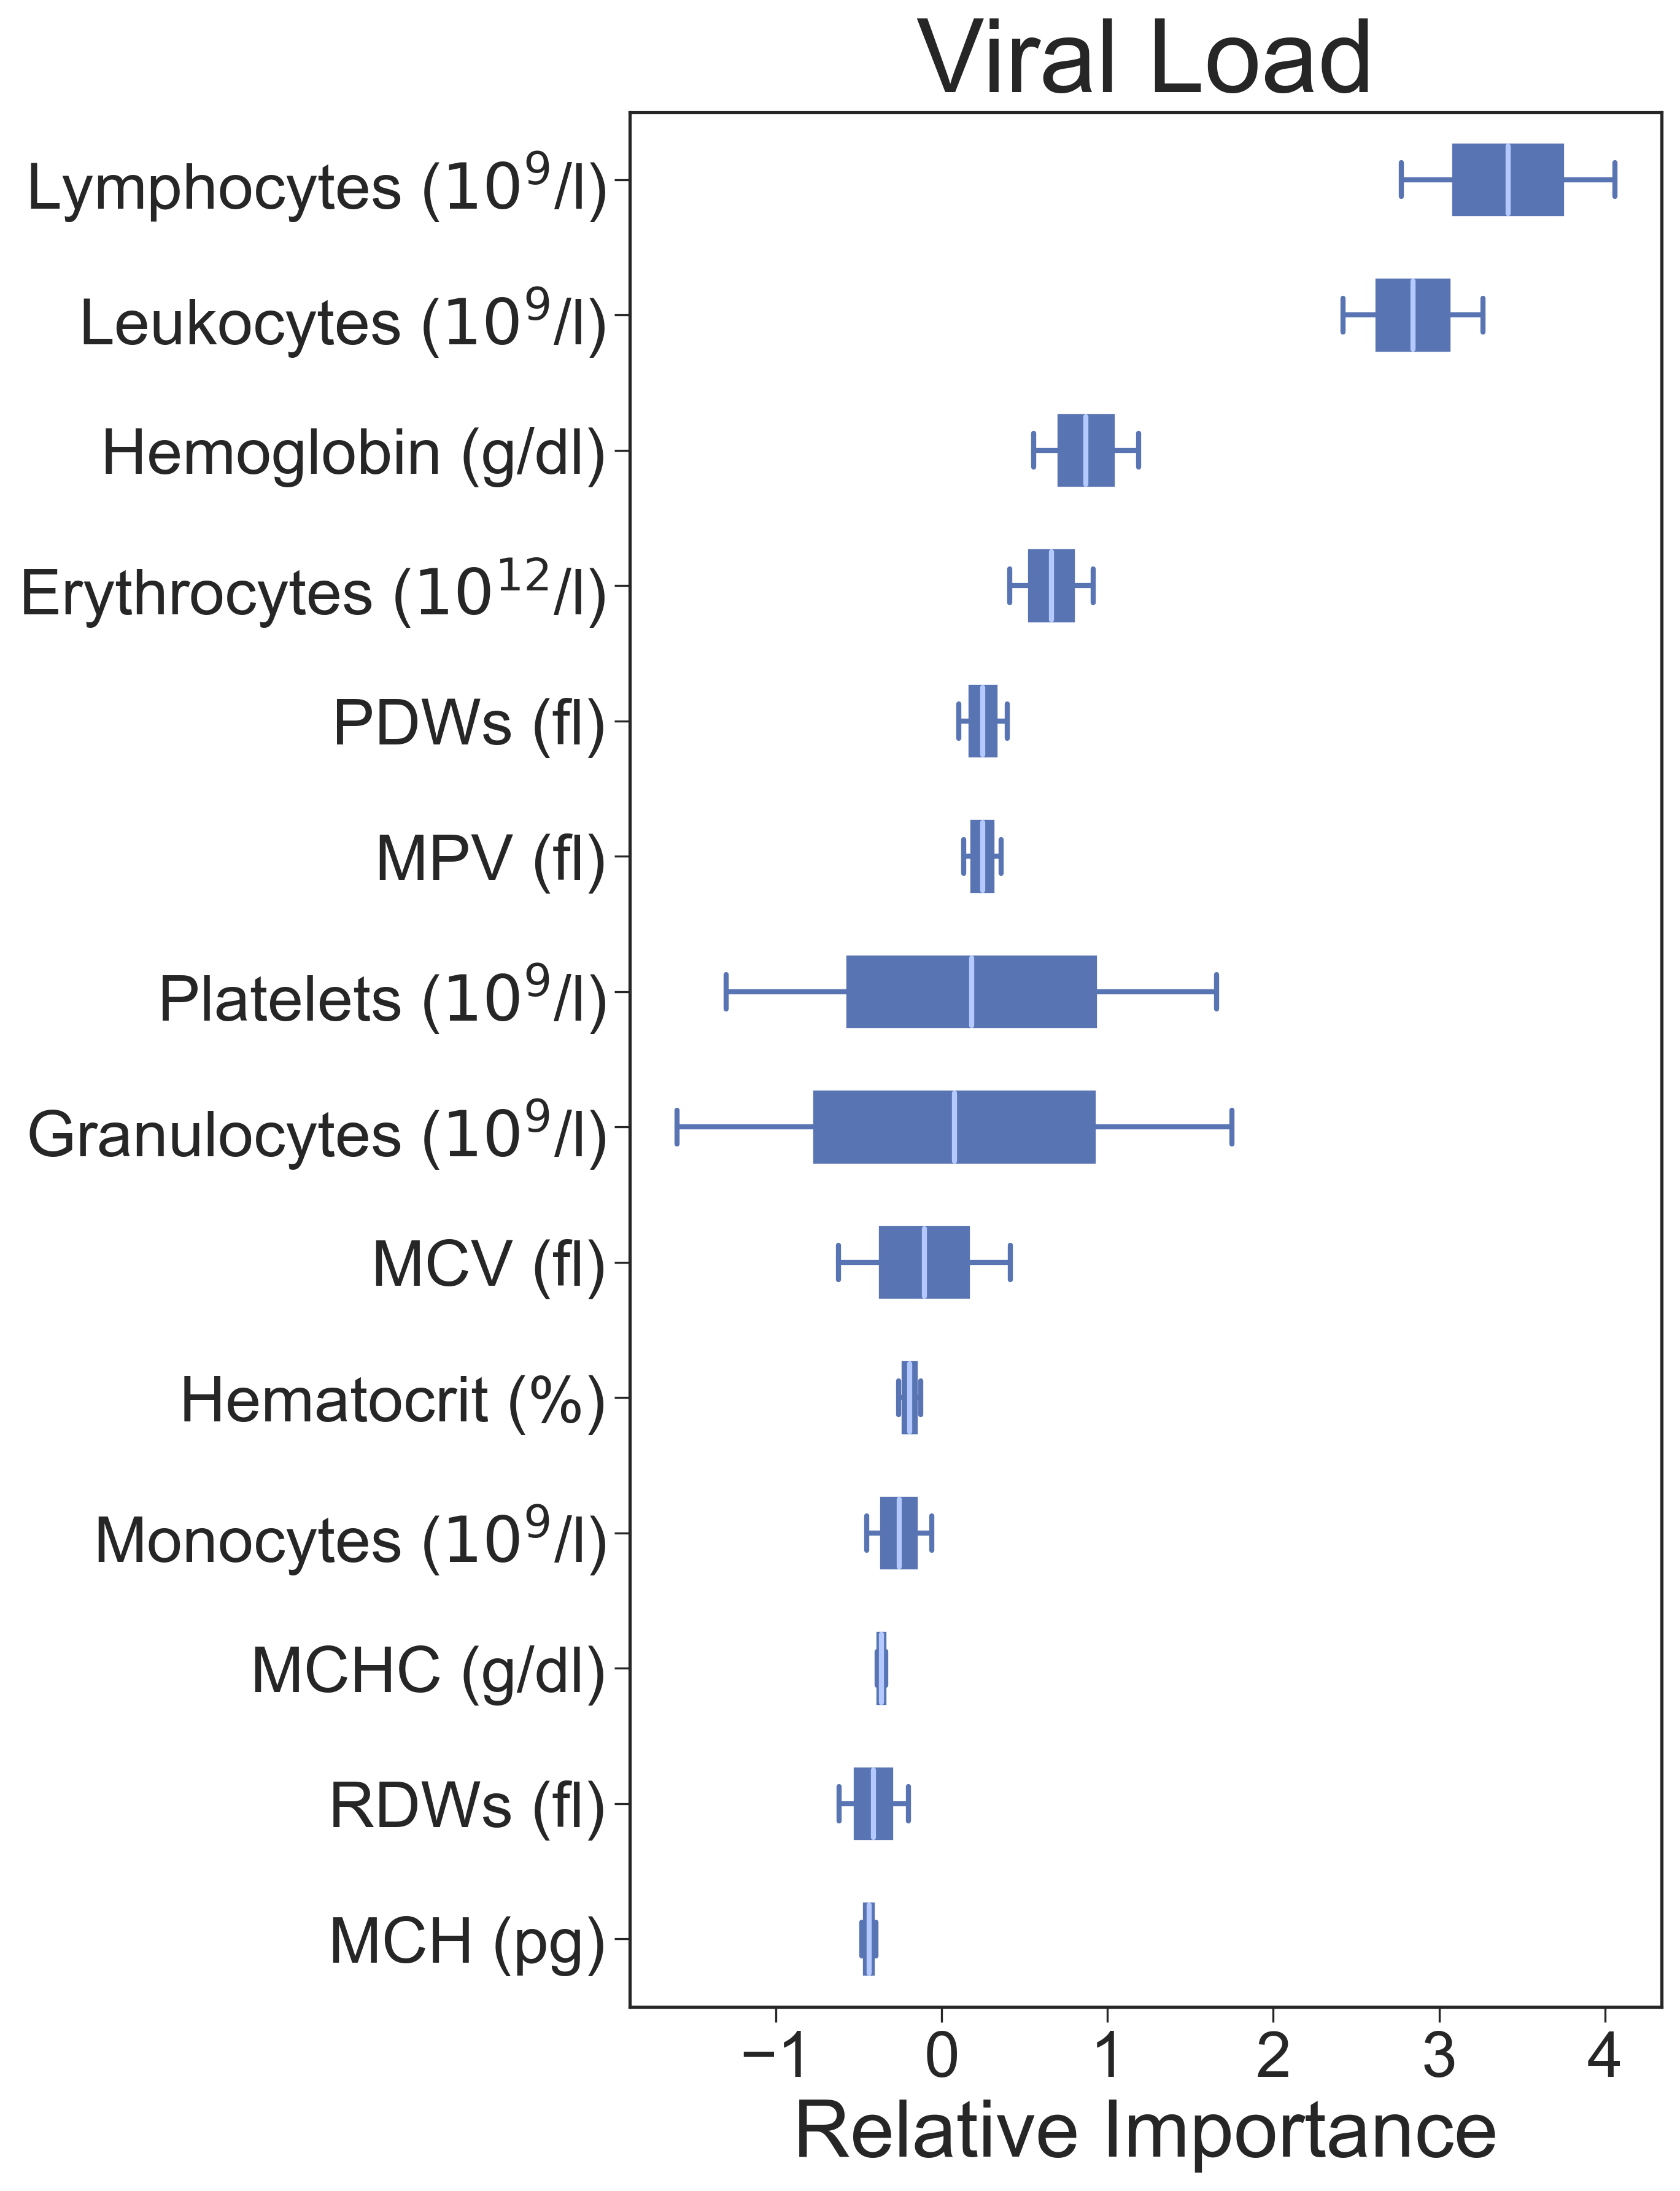 Viral Load
Lymphocytes (10⁹/l)
Leukocytes (10⁹/l)
Hemoglobin (g/dl)
Erythrocytes (10¹²/l)
PDWs (fl)
MPV (fl)
Platelets (10⁹/l)
Granulocytes (10⁹/l)
MCV (fl)
Hematocrit (%)
Monocytes (10⁹/l)
MCHC (g/dl)
RDWs (fl)
MCH (pg)
−1 0 1 2 3 4
Relative Importance